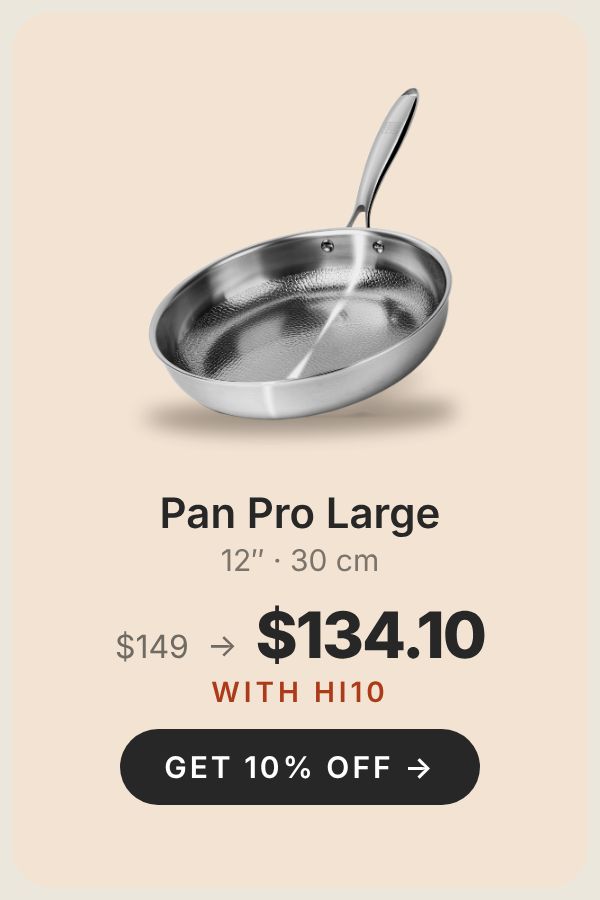 Pan Pro Large
12″ · 30 cm
$149 → $134.10
WITH HI10
GET 10% OFF →